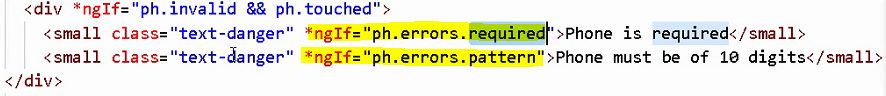 <div *ngIf="ph.invalid && ph.touched">
<small class="text-danger" *ngIf="ph.errors.required">Phone is required</small>
<small class="text-danger" *ngIf="ph.errors.pattern">Phone must be of 10 digits</small>
</div>